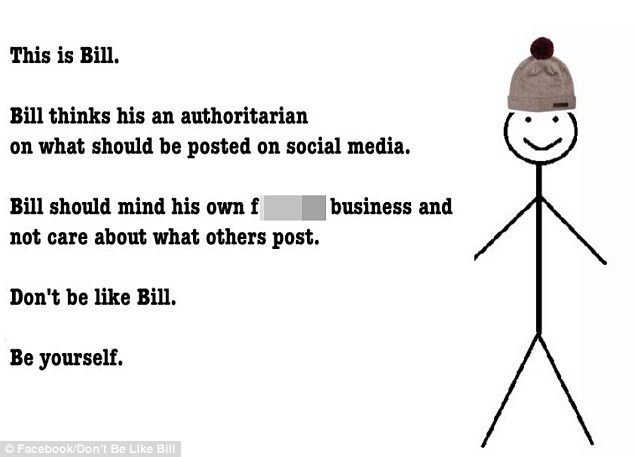 This is Bill.
Bill thinks his an authoritarian
on what should be posted on social media.
Bill should mind his own f business and
not care about what others post.
Don't be like Bill.
Be yourself.
© Facebook/Don't Be Like Bill